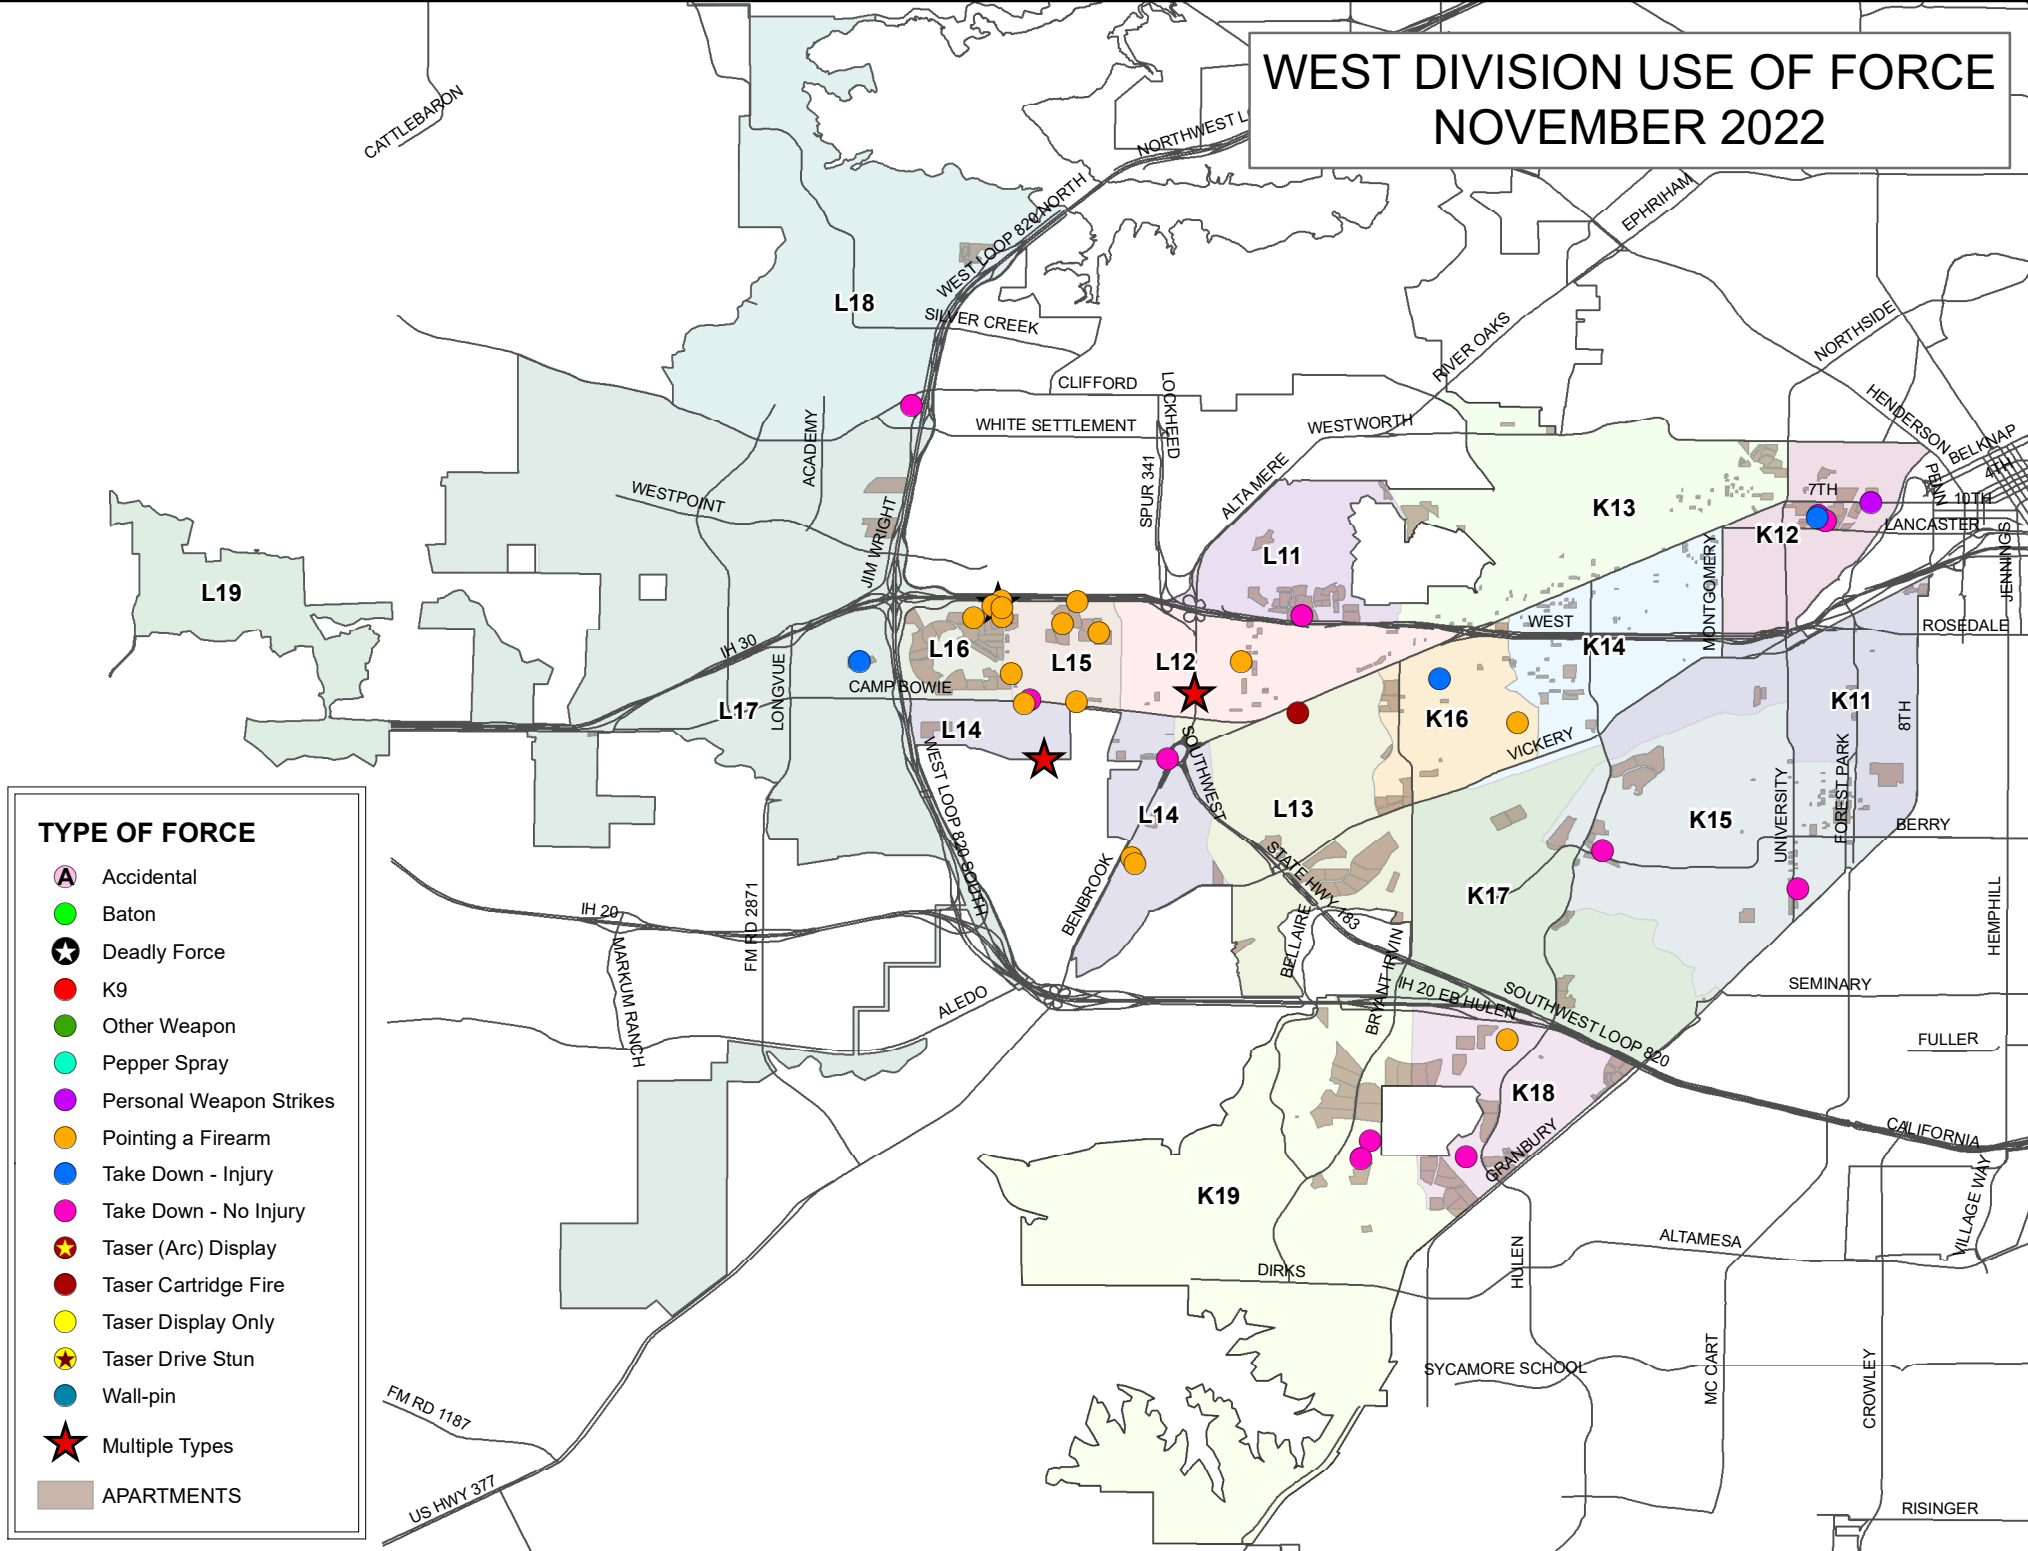 WEST DIVISION USE OF FORCE
NOVEMBER 2022
CATTLEBARON
NORTHWEST L
WEST LOOP 820 NORTH
EPHRIHAM
L18
SILVER CREEK
RIVER OAKS
NORTHSIDE
CLIFFORD
LOCKHEED
HENDERSON
WHITE SETTLEMENT
WESTWORTH
BELKNAP
ACADEMY
SPUR 341
ALTA MERE
PENN
4TH
WESTPOINT
7TH
10TH
K13
LANCASTER
K12
JIM WRIGHT
L11
MONTGOMERY
8TH
JENNINGS
L19
WEST
ROSEDALE
IH 30
L16
L15
L12
K14
LONGVUE
CAMP BOWIE
L17
L14
K16
K11
SOUTHWEST
VICKERY
WEST LOOP 820 SOUTH
L14
L13
K15
UNIVERSITY
FOREST PARK
BERRY
STATE HWY 183
BENBROOK
K17
HEMPHILL
IH 20
FM RD 2871
BELLAIRE
BRYANT IRVIN
MARKUM RANCH
ALEDO
IH 20 EB HULEN
SOUTHWEST LOOP 820
SEMINARY
FULLER
K18
CALIFORNIA
GRANBURY
K19
VILLAGE WAY
HULEN
ALTAMESA
DIRKS
SYCAMORE SCHOOL
MC CART
CROWLEY
FM RD 1187
US HWY 377
RISINGER
TYPE OF FORCE
A Accidental
Baton
Deadly Force
K9
Other Weapon
Pepper Spray
Personal Weapon Strikes
Pointing a Firearm
Take Down - Injury
Take Down - No Injury
Taser (Arc) Display
Taser Cartridge Fire
Taser Display Only
Taser Drive Stun
Wall-pin
Multiple Types
APARTMENTS